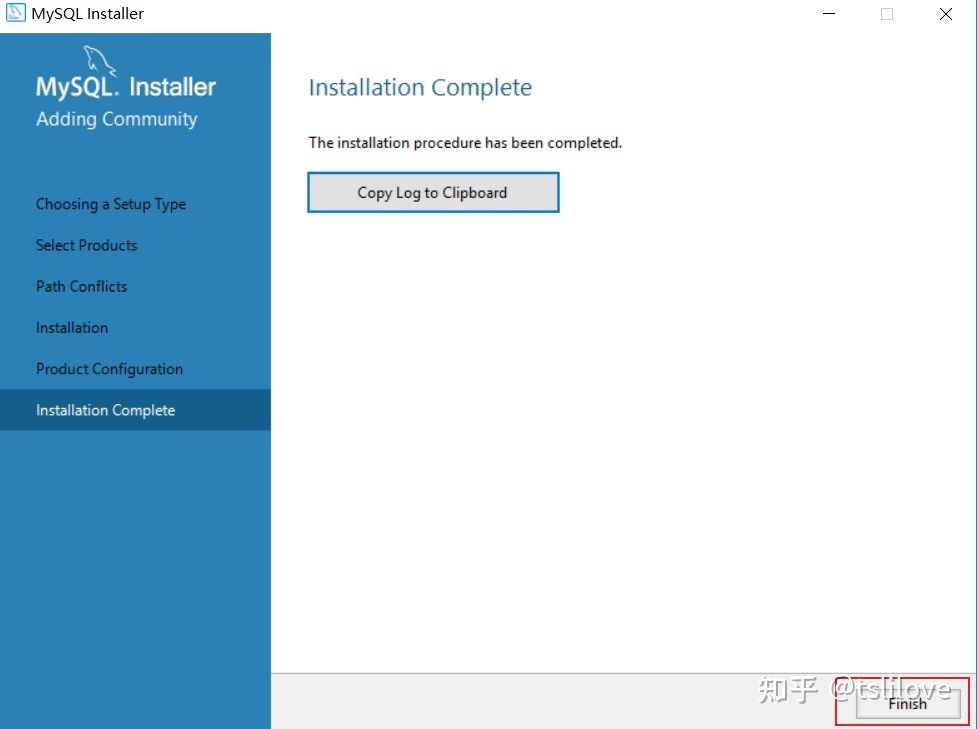 MySQL Installer
MySQL. Installer
Adding Community
Choosing a Setup Type
Select Products
Path Conflicts
Installation
Product Configuration
Installation Complete
Installation Complete
The installation procedure has been completed.
Copy Log to Clipboard
知乎 @tslilove
Finish